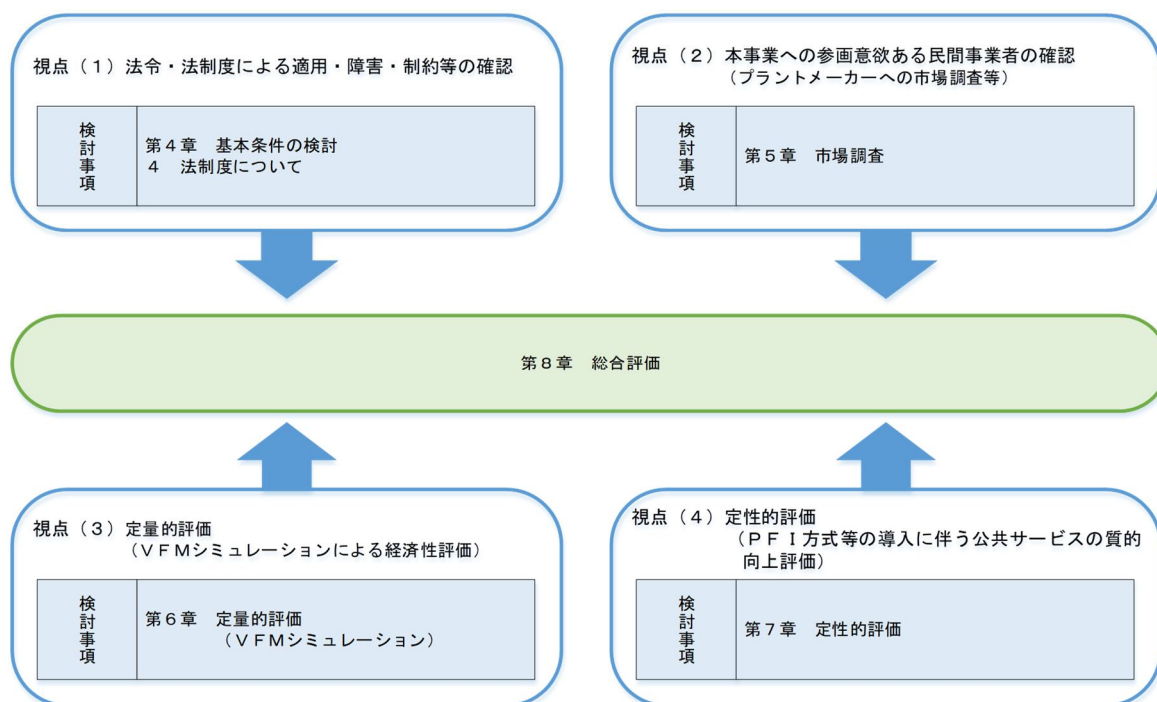 視点（１）法令・法制度による適用・障害・制約等の確認
検討事項
第４章　基本条件の検討
４　法制度について
視点（２）本事業への参画意欲ある民間事業者の確認
（プラントメーカーへの市場調査等）
検討事項
第５章　市場調査
第８章　総合評価
視点（３）定量的評価
（ＶＦＭシミュレーションによる経済性評価）
検討事項
第６章　定量的評価
（ＶＦＭシミュレーション）
視点（４）定性的評価
（ＰＦＩ方式等の導入に伴う公共サービスの質的
向上評価）
検討事項
第７章　定性的評価